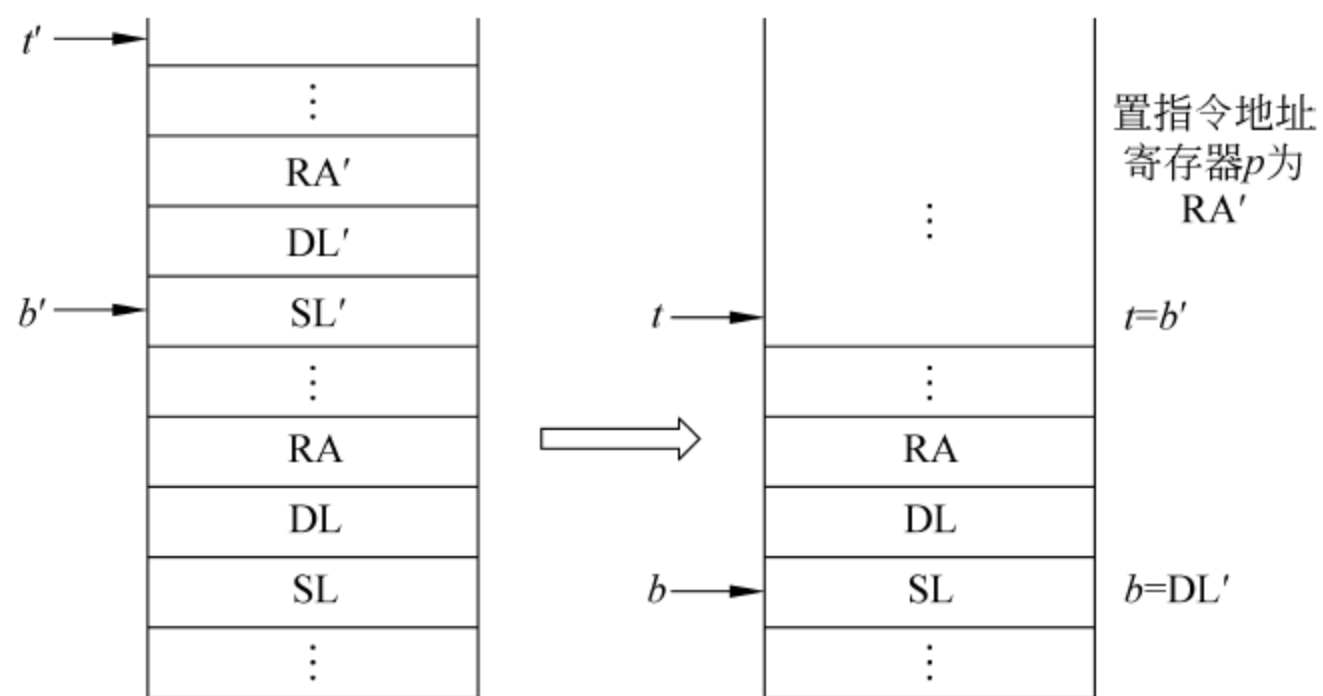 t′
⋮
RA′
DL′
b′
SL′
⋮
RA
DL
SL
⋮
⋮
t
⋮
RA
DL
b
SL
⋮
置指令地址
寄存器p为
RA′
t=b′
b=DL′